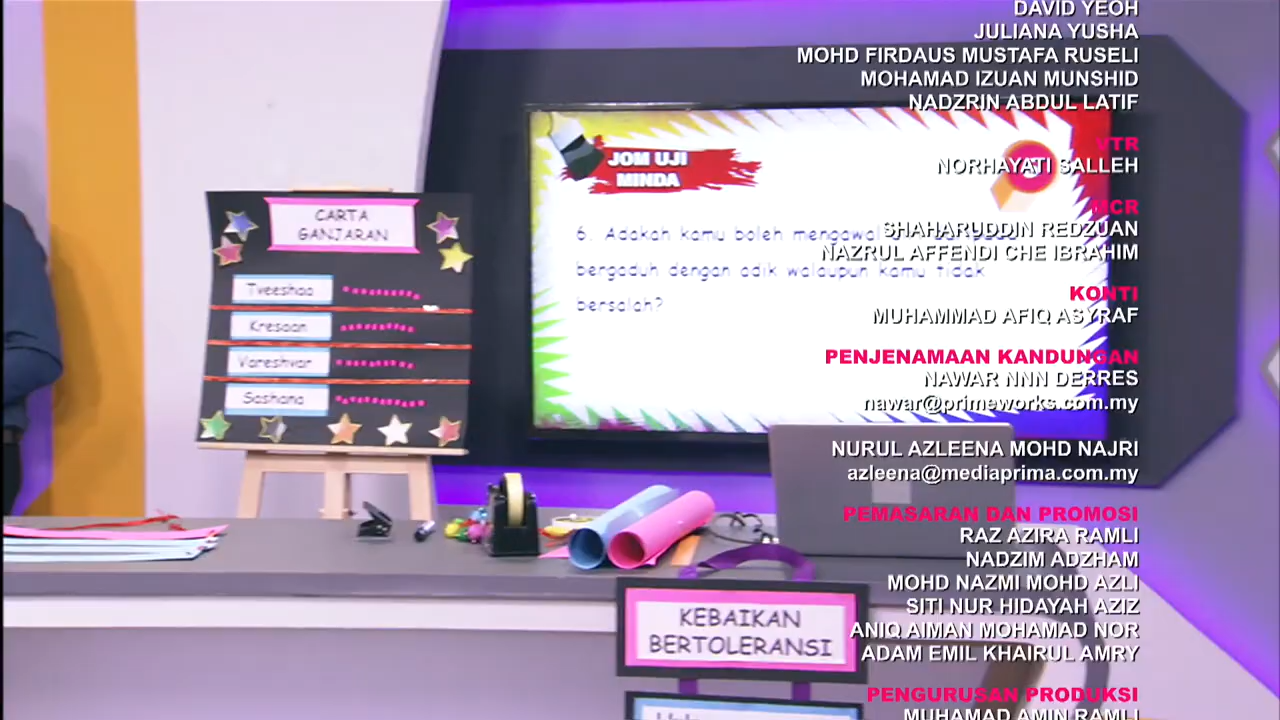 CARTA
GANJARAN
Tveeshaa
Kresaan
Vareshvar
Sashana
JOM UJI
MINDA
6. Adakah kamu boleh
bergaduh dengan adik walaupun kamu tidak
bersalah?
KEBAIKAN
BERTOLERANSI
DAVID YEOH
JULIANA YUSHA
MOHD FIRDAUS MUSTAFA RUSELI
MOHAMAD IZUAN MUNSHID
NADZRIN ABDUL LATIF
VTR
NORHAYATI SALLEH
MCR
SHAHARUDDIN REDZUAN
NAZRUL AFFENDI CHE IBRAHIM
KONTI
MUHAMMAD AFIQ ASYRAF
PENJENAMAAN KANDUNGAN
NAWAR NNN DERRES
nawar@primeworks.com.my
NURUL AZLEENA MOHD NAJRI
azleena@mediaprima.com.my
PEMASARAN DAN PROMOSI
RAZ AZIRA RAMLI
NADZIM ADZHAM
MOHD NAZMI MOHD AZLI
SITI NUR HIDAYAH AZIZ
ANIQ AIMAN MOHAMAD NOR
ADAM EMIL KHAIRUL AMRY
PENGURUSAN PRODUKSI
MUHAMAD AMIN RAMLI